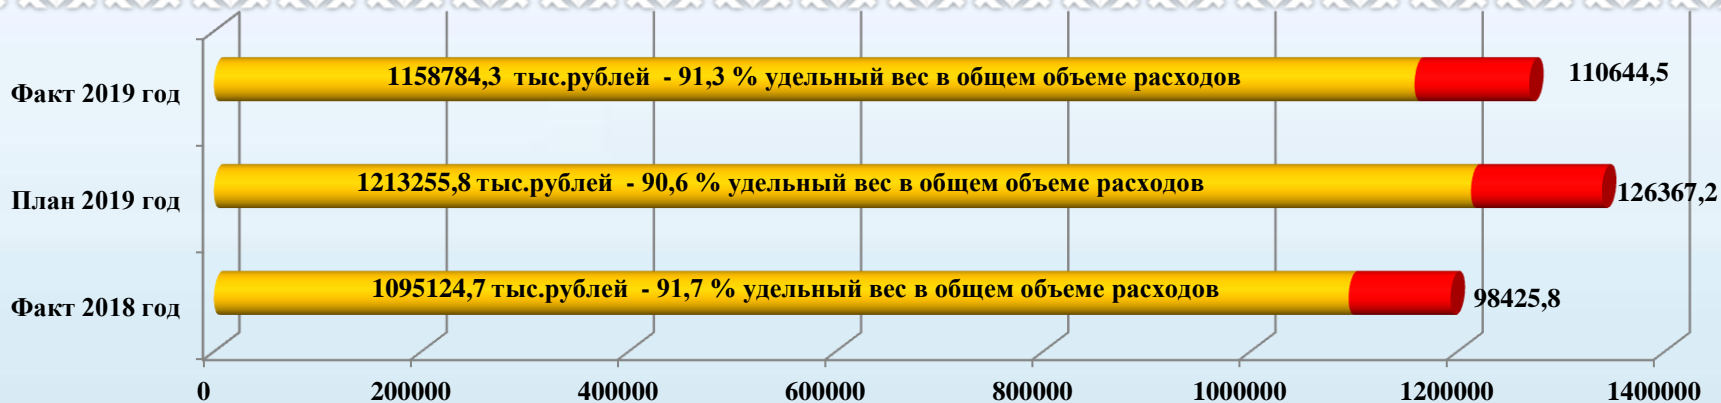 Факт 2019 год
1158784,3 тыс.рублей - 91,3 % удельный вес в общем объеме расходов
110644,5
План 2019 год
1213255,8 тыс.рублей - 90,6 % удельный вес в общем объеме расходов
126367,2
Факт 2018 год
1095124,7 тыс.рублей - 91,7 % удельный вес в общем объеме расходов
98425,8
0 200000 400000 600000 800000 1000000 1200000 1400000